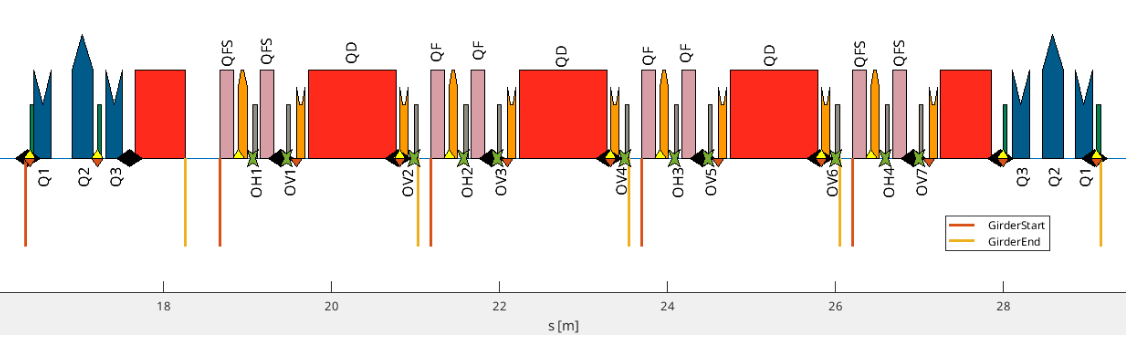 QFS QFS QD QF QF QD QF QF QD QFS QFS
Q1 Q2 Q3 OH1 OV1 OV2 OH2 OV3 OV4 OH3 OV5 OV6 OH4 OV7 Q3 Q2 Q1
GirderStart
GirderEnd
18 20 22 24 26 28
s [m]